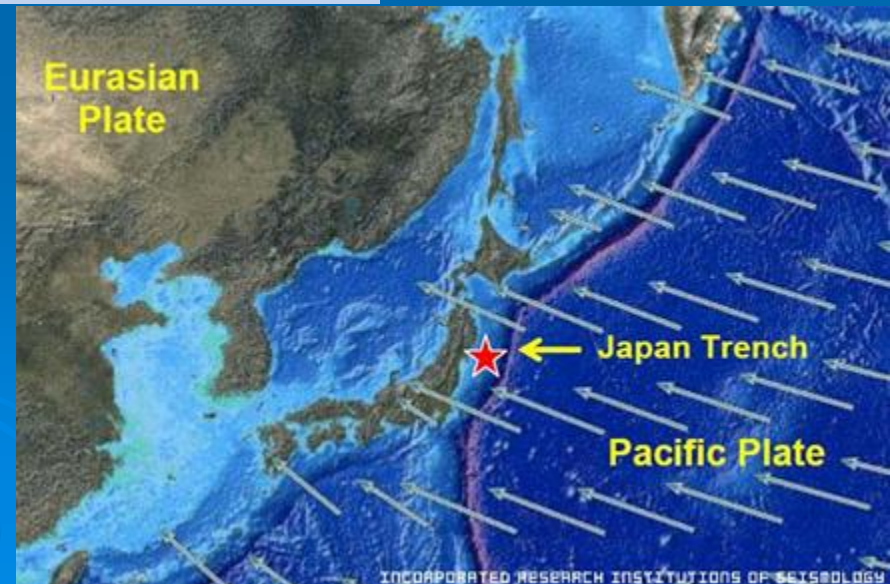 Eurasian
Plate
Japan Trench
Pacific Plate
INCORPORATED RESEARCH INSTITUTIONS OF SEISMOLOGY